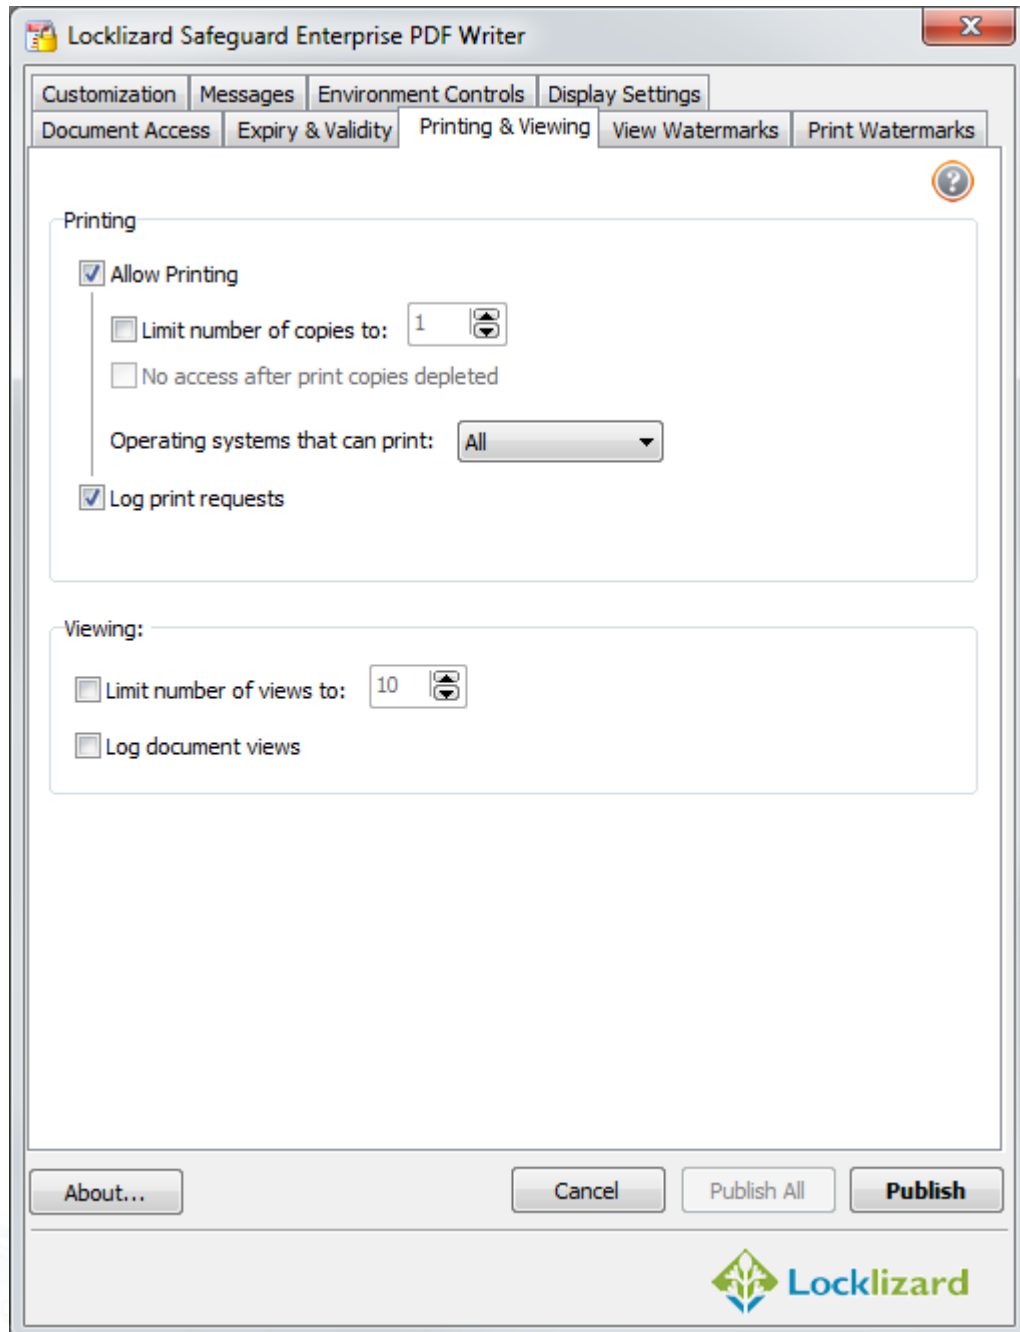 Locklizard Safeguard Enterprise PDF Writer
X
Customization Messages Environment Controls Display Settings
Document Access Expiry & Validity Printing & Viewing View Watermarks Print Watermarks
?
Printing
Allow Printing
Limit number of copies to: 1
No access after print copies depleted
Operating systems that can print: All
Log print requests
Viewing:
Limit number of views to: 10
Log document views
About... Cancel Publish All Publish
Locklizard